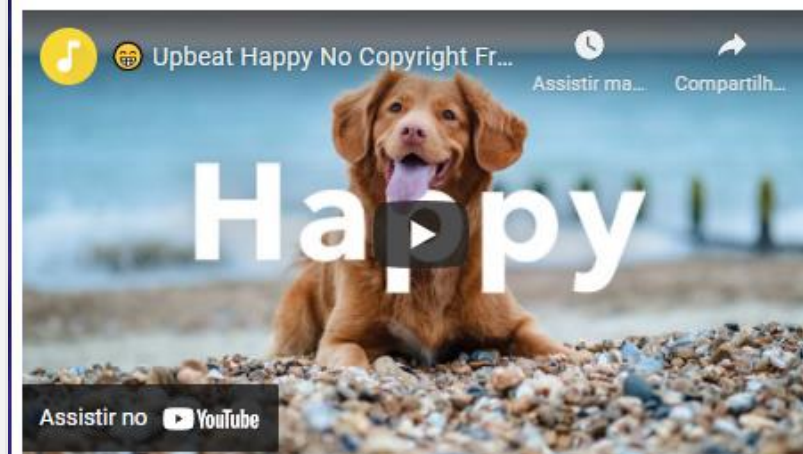 😁 Upbeat Happy No Copyright Fr...
Assistir ma...
Compartilh...
Happy
Assistir no YouTube